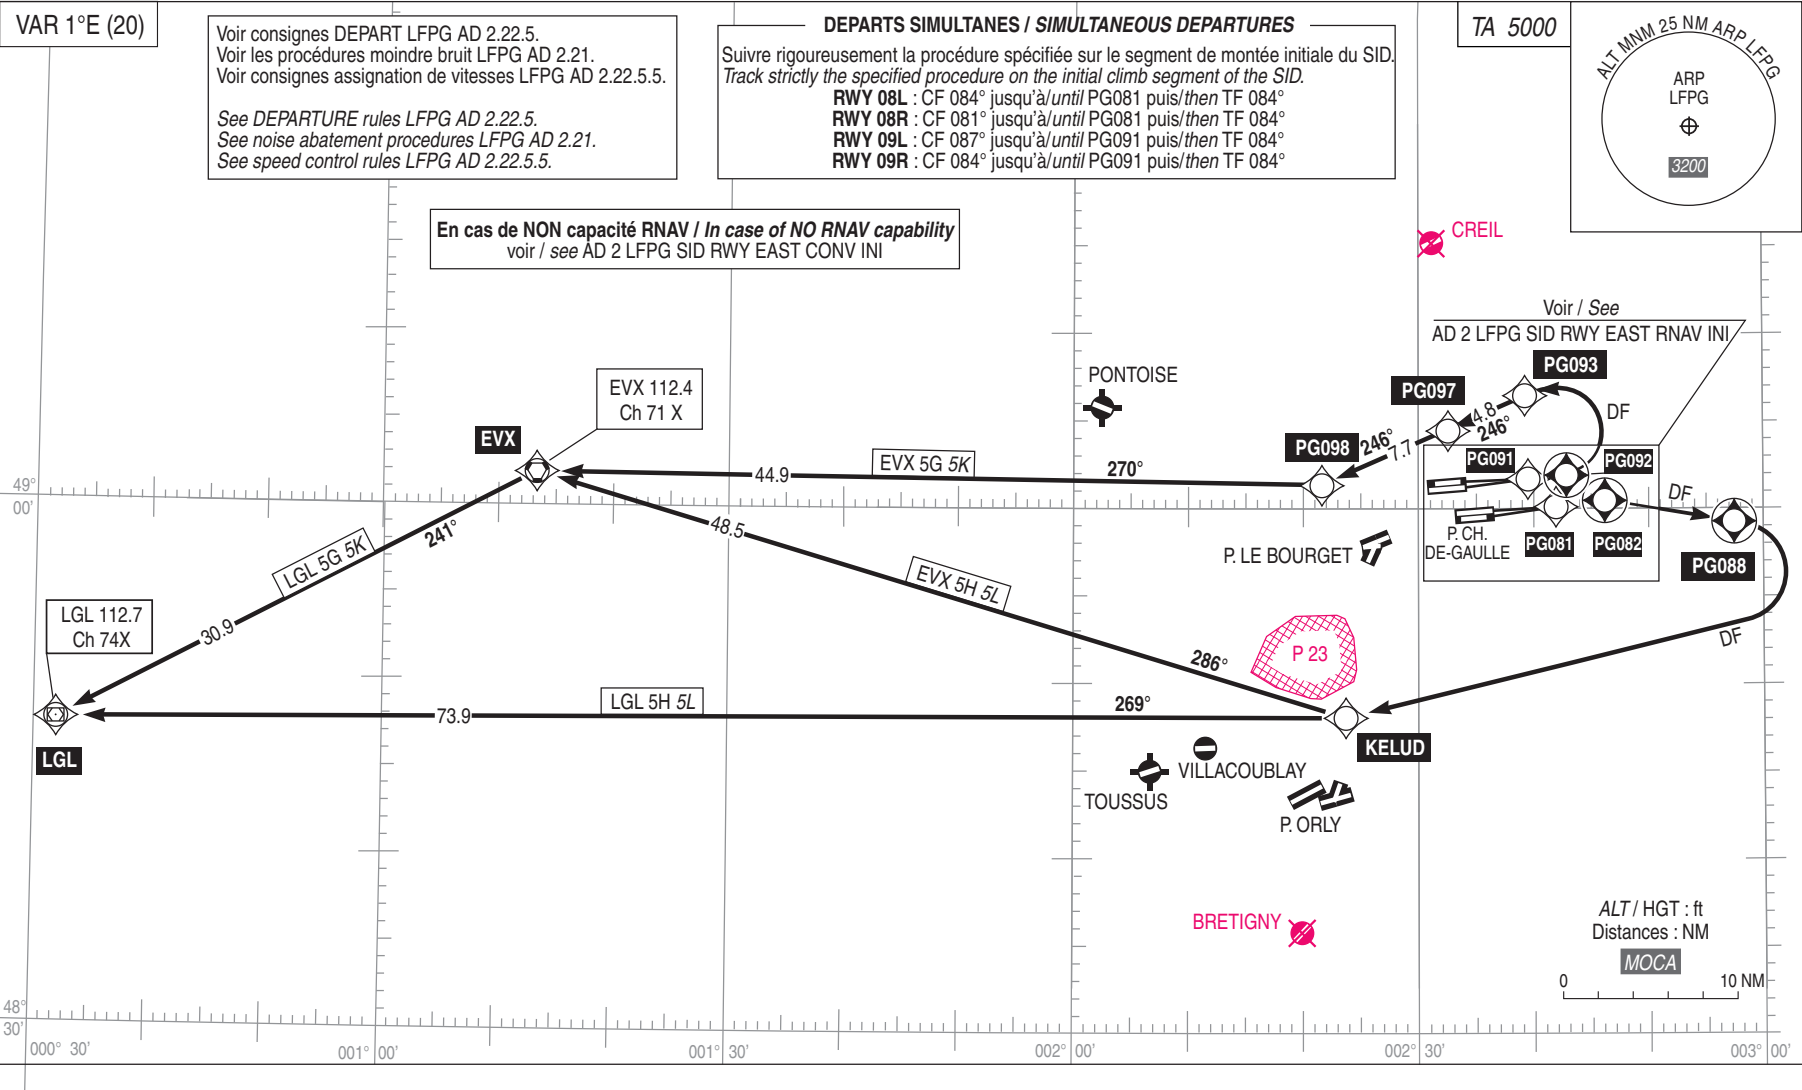 VAR 1°E (20)
Voir consignes DEPART LFPG AD 2.22.5.
Voir les procédures moindre bruit LFPG AD 2.21.
Voir consignes assignation de vitesses LFPG AD 2.22.5.5.
See DEPARTURE rules LFPG AD 2.22.5.
See noise abatement procedures LFPG AD 2.21.
See speed control rules LFPG AD 2.22.5.5.
DEPARTS SIMULTANES / SIMULTANEOUS DEPARTURES
Suivre rigoureusement la procédure spécifiée sur le segment de montée initiale du SID.
Track strictly the specified procedure on the initial climb segment of the SID.
RWY 08L : CF 084° jusqu'à/until PG081 puis/then TF 084°
RWY 08R : CF 081° jusqu'à/until PG081 puis/then TF 084°
RWY 09L : CF 087° jusqu'à/until PG091 puis/then TF 084°
RWY 09R : CF 084° jusqu'à/until PG091 puis/then TF 084°
TA 5000
ALT MNM 25 NM ARP LFPG
ARP
LFPG
3200
En cas de NON capacité RNAV / In case of NO RNAV capability
voir / see AD 2 LFPG SID RWY EAST CONV INI
CREIL
Voir / See
AD 2 LFPG SID RWY EAST RNAV INI
PG093
PG097
4.8
246°
DF
PONTOISE
EVX 112.4
Ch 71 X
EVX
PG098
246°
7.7
PG091
PG092
EVX 5G 5K
44.9
270°
49°
00'
DF
48.5
241°
P. LE BOURGET
P. CH.
DE-GAULLE
PG081
PG082
PG088
LGL 5G 5K
EVX 5H 5L
LGL 112.7
Ch 74X
30.9
P 23
286°
DF
LGL 5H 5L
269°
73.9
LGL
KELUD
VILLACOUBLAY
TOUSSUS
P. ORLY
BRETIGNY
ALT / HGT : ft
Distances : NM
MOCA
0 10 NM
48°
30'
000° 30'
001° 00'
001° 30'
002° 00'
002° 30'
003° 00'